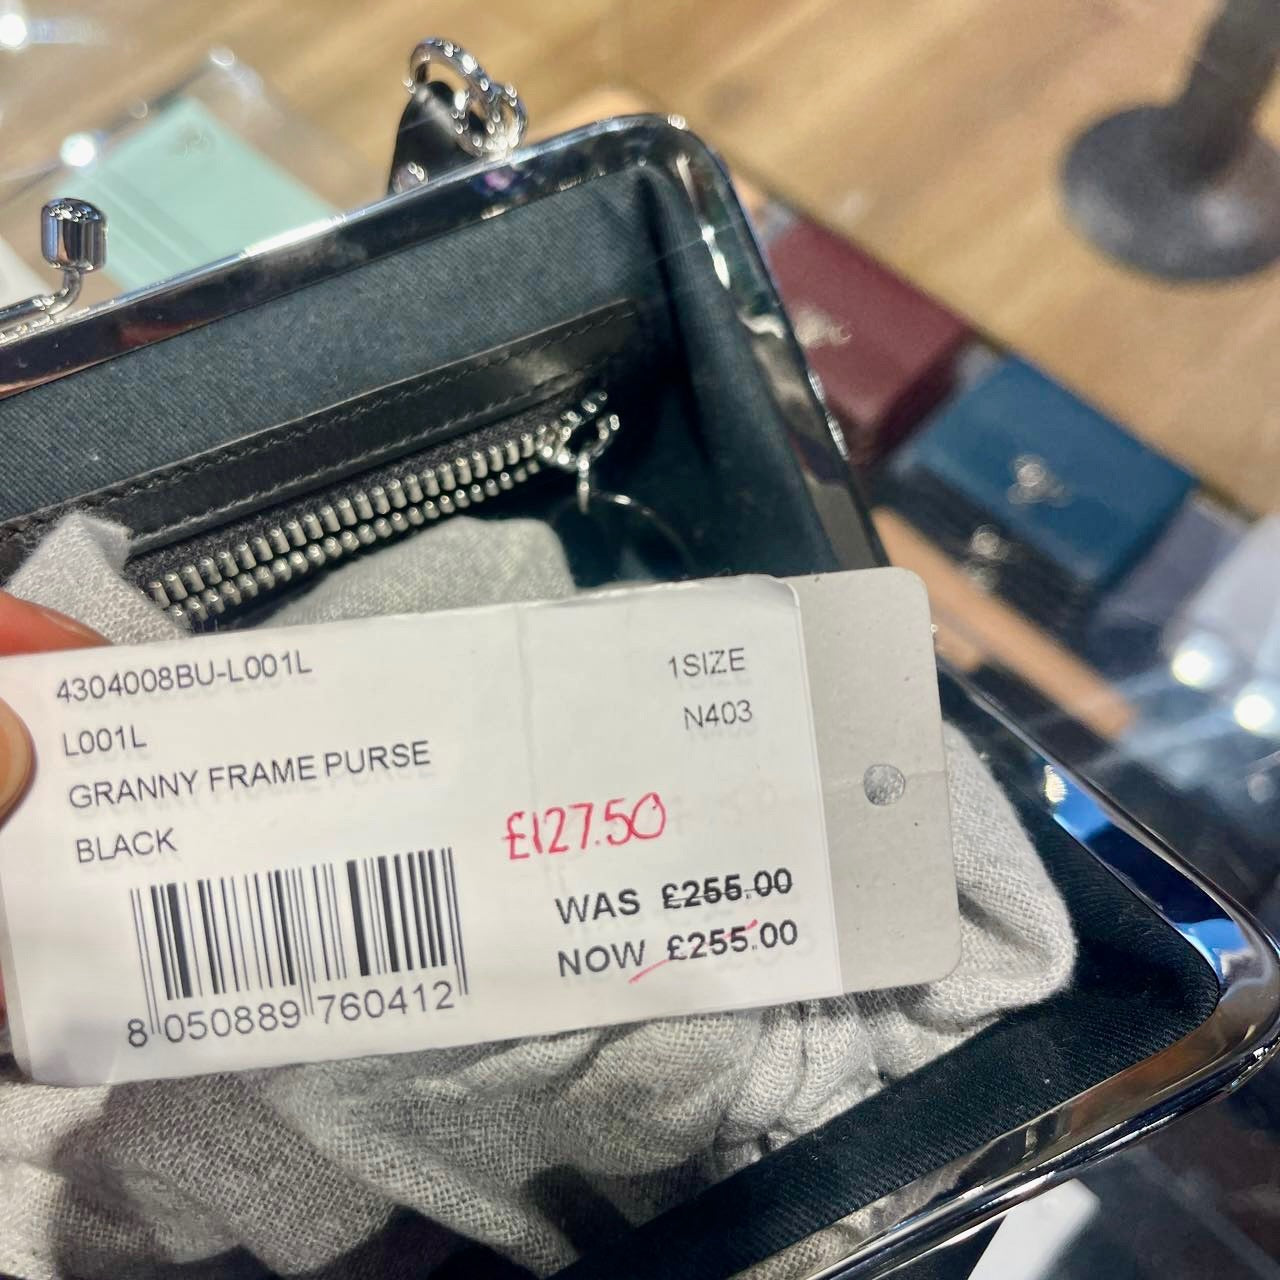 4304008BU-L001L 1SIZE
L001L N403
GRANNY FRAME PURSE
BLACK
£127.50
WAS £255.00
NOW £255.00
8 050889 760412